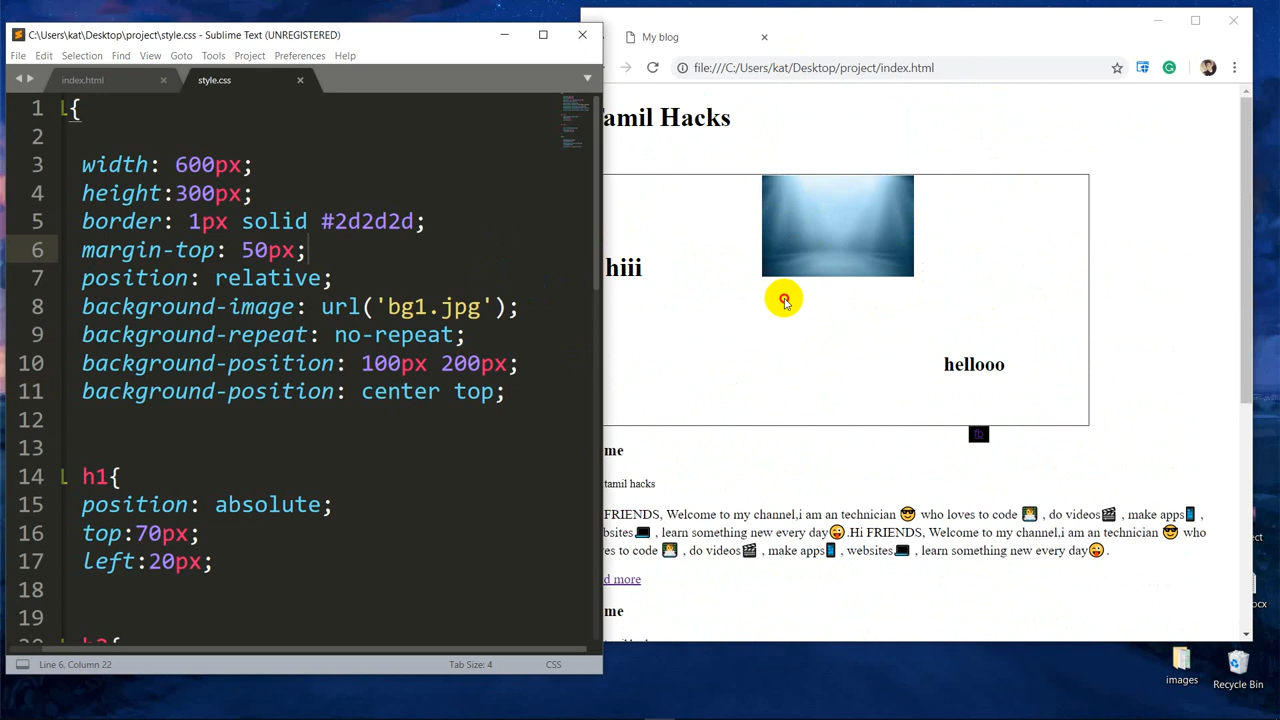 C:\Users\kat\Desktop\project\style.css - Sublime Text (UNREGISTERED)
File Edit Selection Find View Goto Tools Project Preferences Help
index.html style.css
1 {
2
3 width: 600px;
4 height:300px;
5 border: 1px solid #2d2d2d;
6 margin-top: 50px;
7 position: relative;
8 background-image: url('bg1.jpg');
9 background-repeat: no-repeat;
10 background-position: 100px 200px;
11 background-position: center top;
12
13
14 h1{
15 position: absolute;
16 top:70px;
17 left:20px;
18
19
Line 6, Column 22 Tab Size: 4 CSS
My blog
file:///C:/Users/kat/Desktop/project/index.html
amil Hacks
hiii
hellooo
me
tamil hacks
FRIENDS, Welcome to my channel,i am an technician 😎 who loves to code 👨‍💻 , do videos🎬 , make apps📱 ,
ebsites💻 , learn something new every day😜.Hi FRIENDS, Welcome to my channel,i am an technician 😎 who
es to code 👨‍💻 , do videos🎬 , make apps📱 , websites💻 , learn something new every day😜.
d more
me
images
Recycle Bin